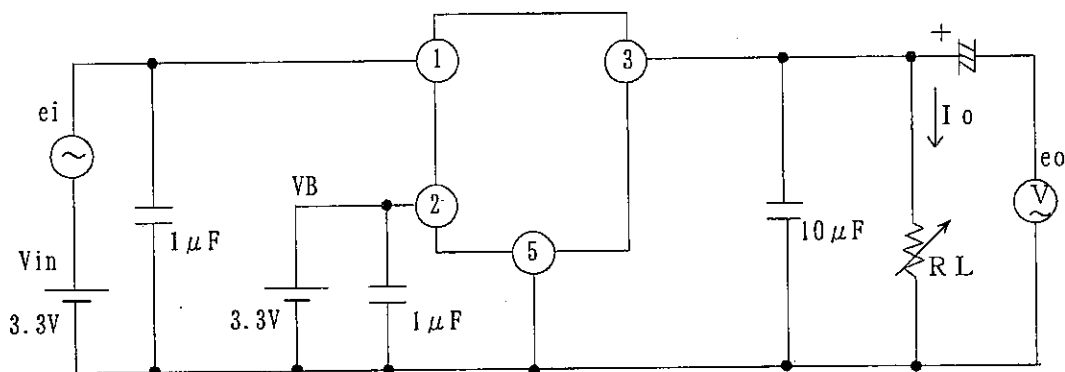 1
3
+
ei
Io
eo
VB
2
V
1μF
10μF
Vin
5
RL
3.3V
3.3V
1μF